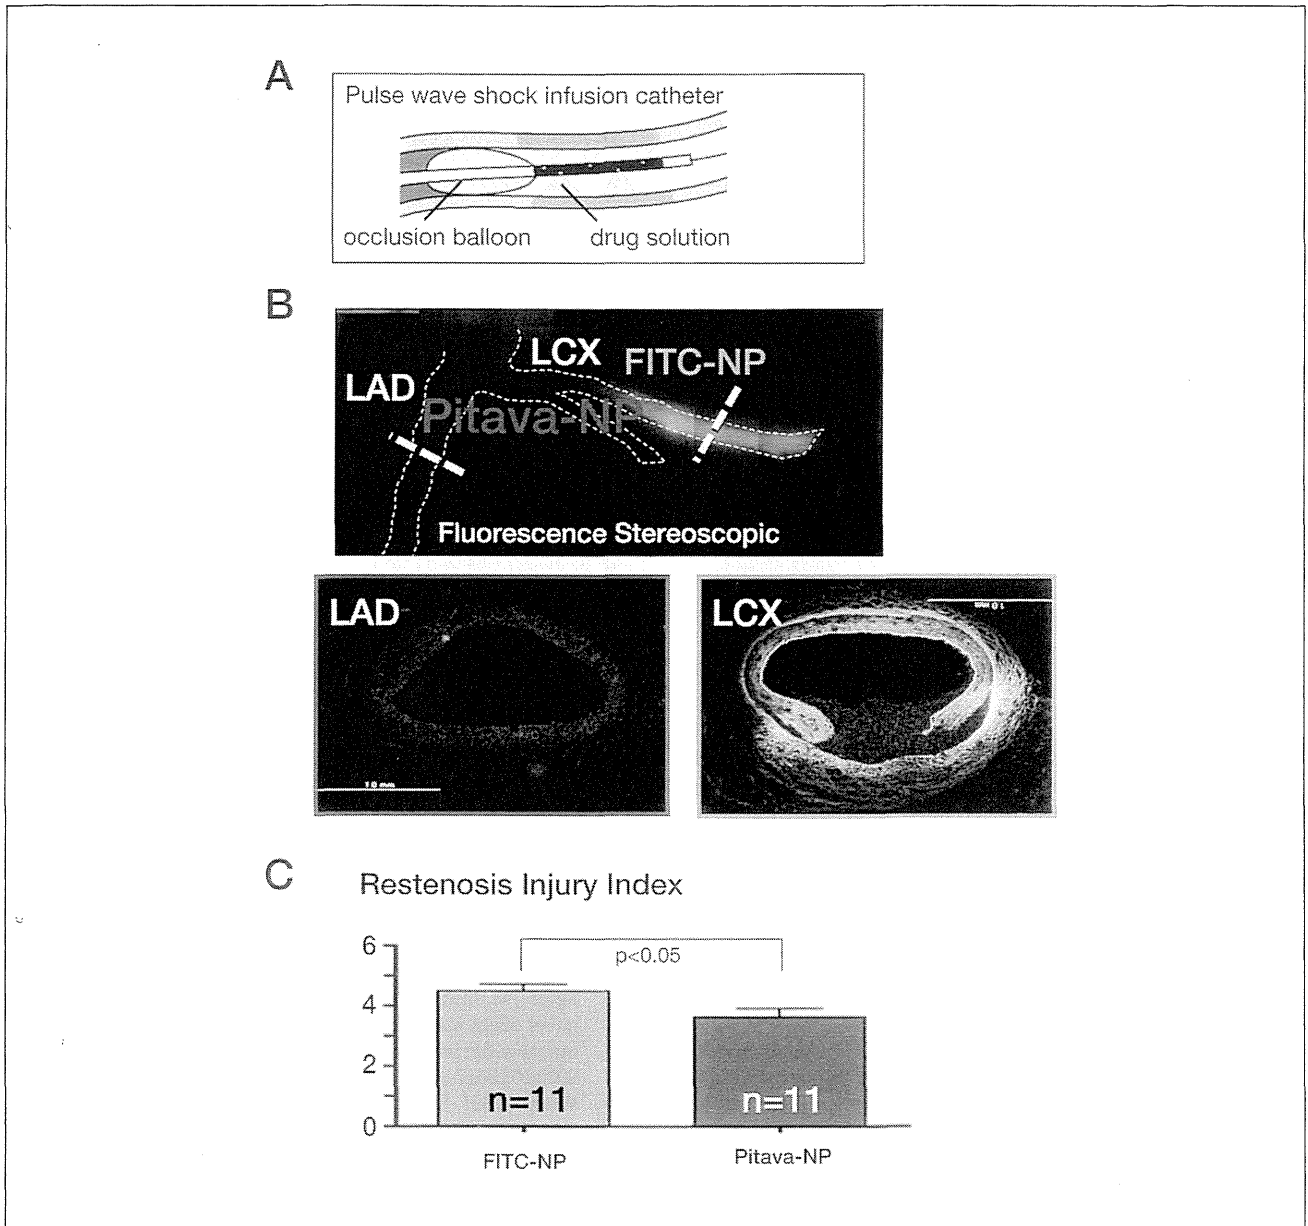 A
Pulse wave shock infusion catheter
occlusion balloon
drug solution
B
LCX
FITC-NP
LAD
Pitava-NP
Fluorescence Stereoscopic
LAD
LCX
C
Restenosis Injury Index
6
p<0.05
4
2
n=11
n=11
0
FITC-NP
Pitava-NP